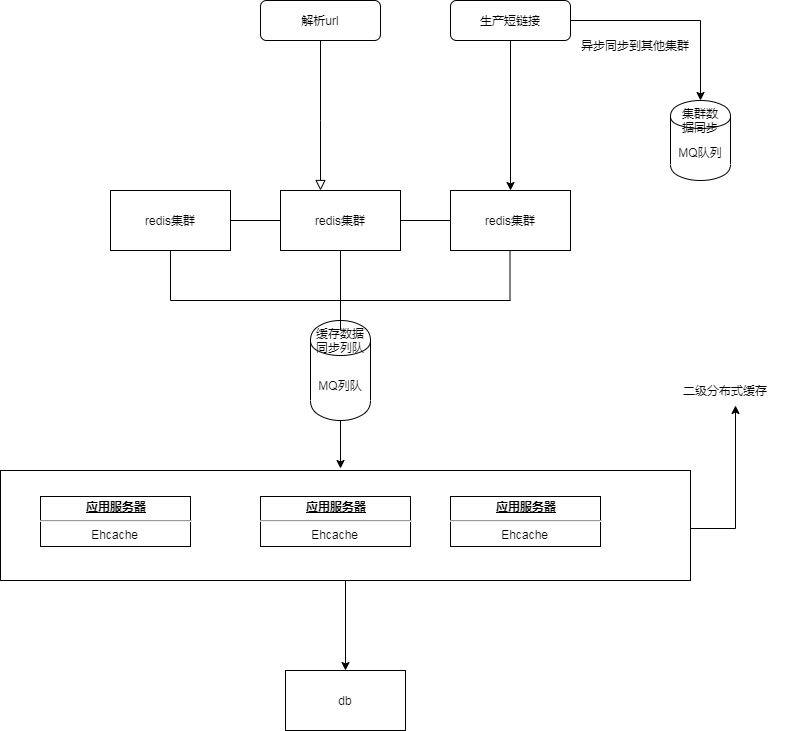 解析url
生产短链接
异步同步到其他集群
集群数
据同步
MQ队列
redis集群
redis集群
redis集群
缓存数据
同步列队
MQ列队
二级分布式缓存
应用服务器
Ehcache
应用服务器
Ehcache
应用服务器
Ehcache
db